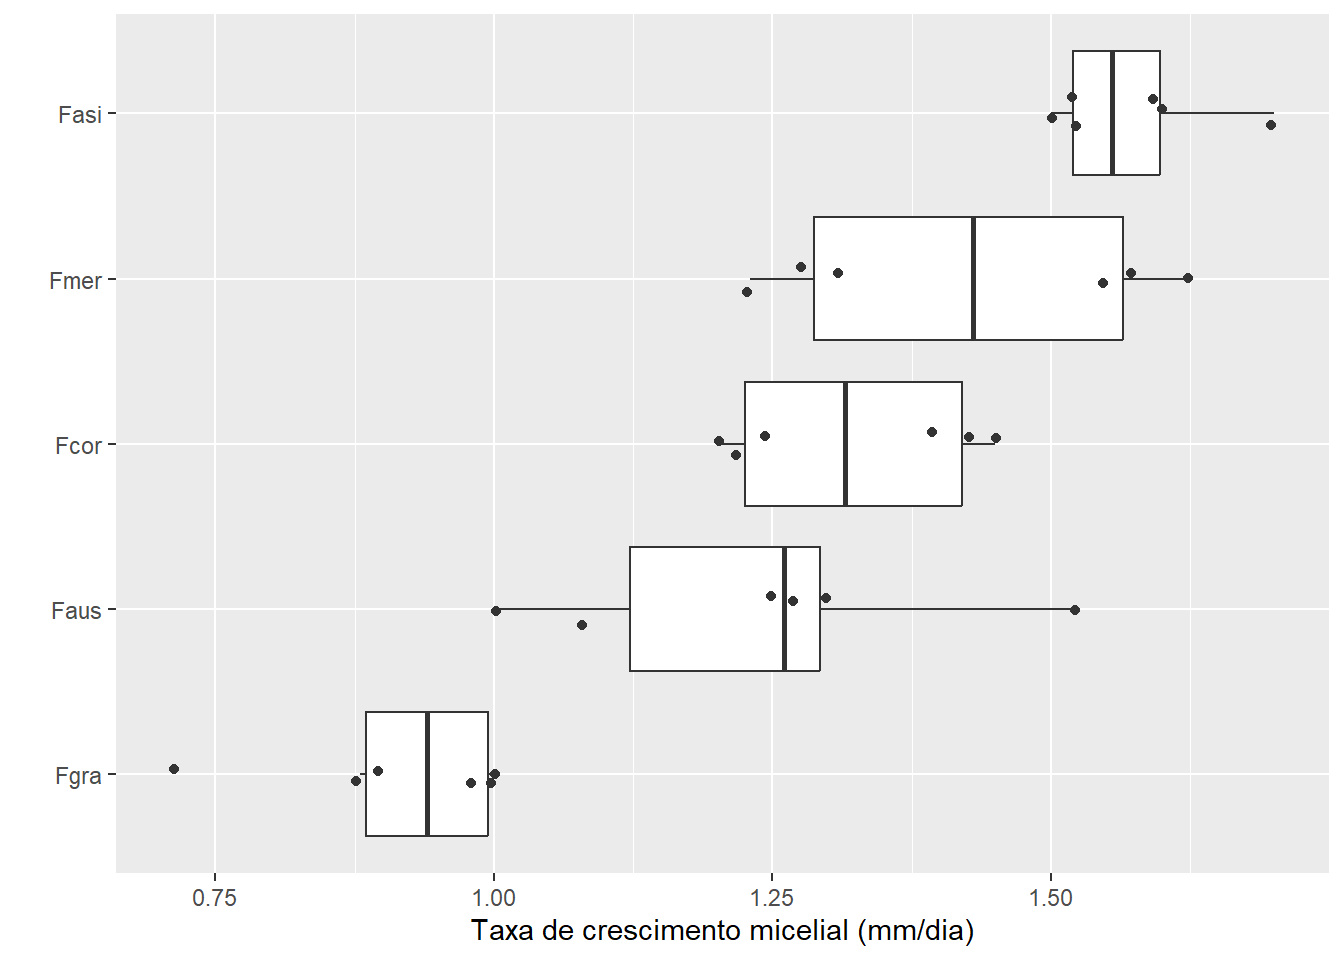 Fasi
Fmer
Fcor
Faus
Fgra
0.75 1.00 1.25 1.50
Taxa de crescimento micelial (mm/dia)